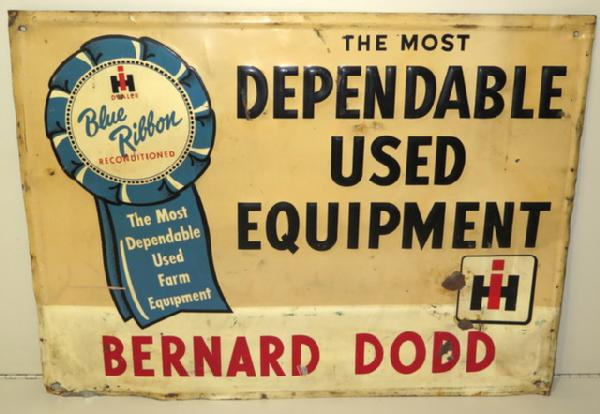 THE MOST
DEPENDABLE
USED
EQUIPMENT
IH
DEALER
Blue
Ribbon
RECONDITIONED
The Most
Dependable
Used
Farm
Equipment
IH
BERNARD DODD